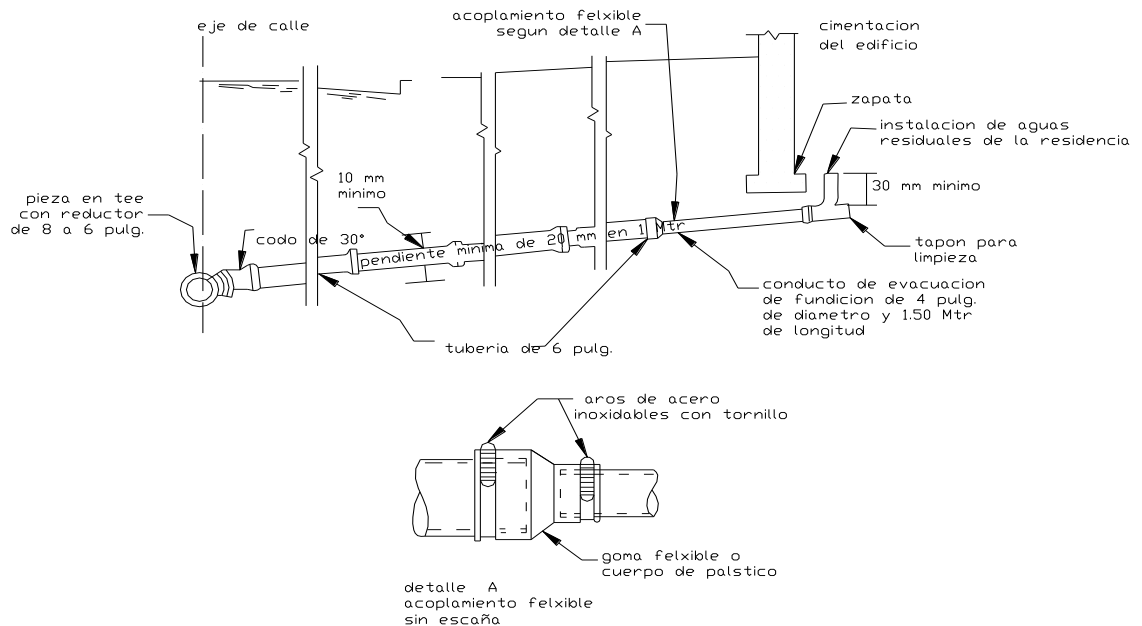 eje de calle
acoplamiento felxible
segun detalle A
cimentacion
del edificio
zapata
instalacion de aguas
residuales de la residencia
10 mm
minimo
30 mm minimo
pieza en tee
con reductor
de 8 a 6 pulg.
codo de 30°
pendiente minima de 20 mm en 1 Mtr
tapon para
limpieza
conducto de evacuacion
de fundicion de 4 pulg.
de diametro y 1.50 Mtr
de longitud
tuberia de 6 pulg.
aros de acero
inoxidables con tornillo
goma felxible o
cuerpo de palstico
detalle A
acoplamiento felxible
sin escaña